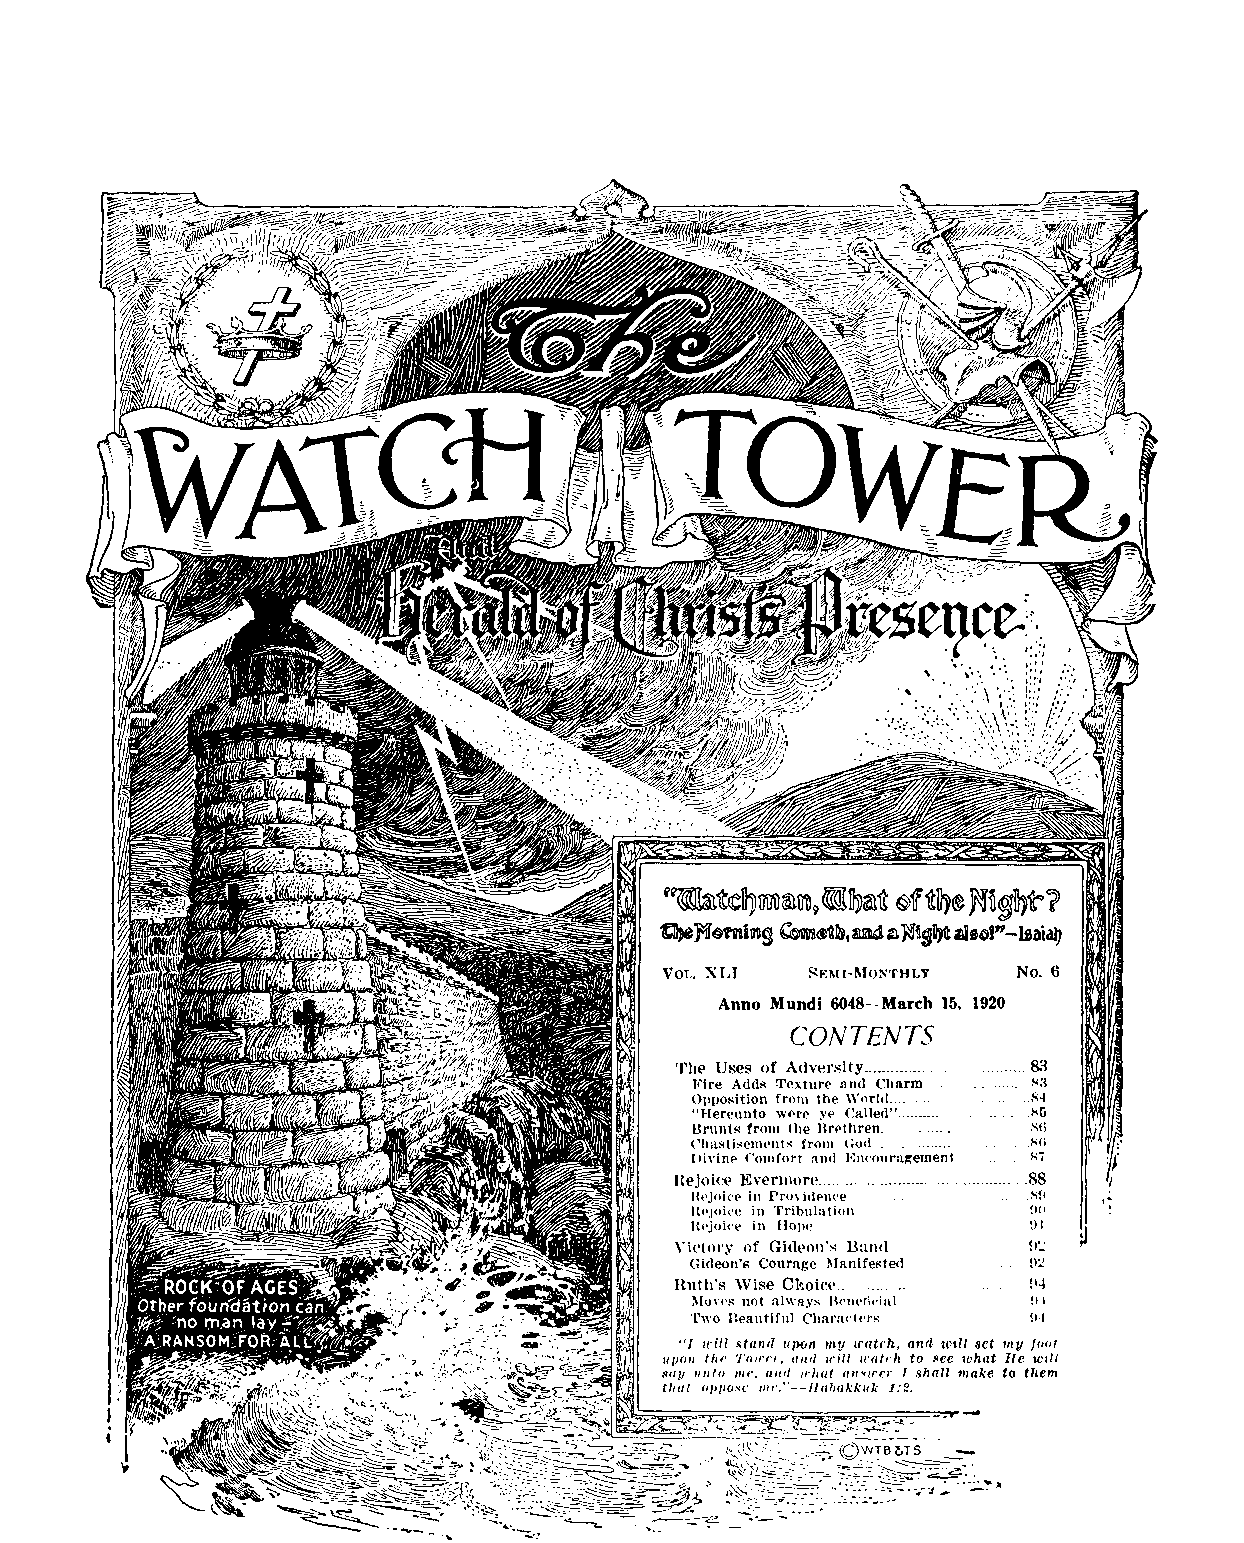 The
WATCH TOWER
And
Herald of Christ's Presence
"Watchman, What of the Night?
The Morning Cometh, and a Night also!"—Isaiah
VOL. XLI SEMI-MONTHLY No. 6
Anno Mundi 6048--March 15, 1920
CONTENTS
The Uses of Adversity 83
Fire Adds Texture and Charm 83
Opposition from the World 84
"Hereunto were ye Called" 85
Brunts from the Brethren 86
Chastisements from God 86
Divine Comfort and Encouragement 87
Rejoice Evermore 88
Rejoice in Providence 89
Rejoice in Tribulation 90
Rejoice in Hope 91
Victory of Gideon's Band 92
Gideon's Courage Manifested 92
Ruth's Wise Choice 94
Moves not always Beneficial 94
Two Beautiful Characters 94
"I will stand upon my watch, and will set my foot
upon the Tower, and will watch to see what He will
say unto me, and what answer I shall make to them
that oppose me."--Habakkuk 1:2.
ROCK OF AGES
Other foundation can
no man lay—
A RANSOM FOR ALL
© WTB&TS